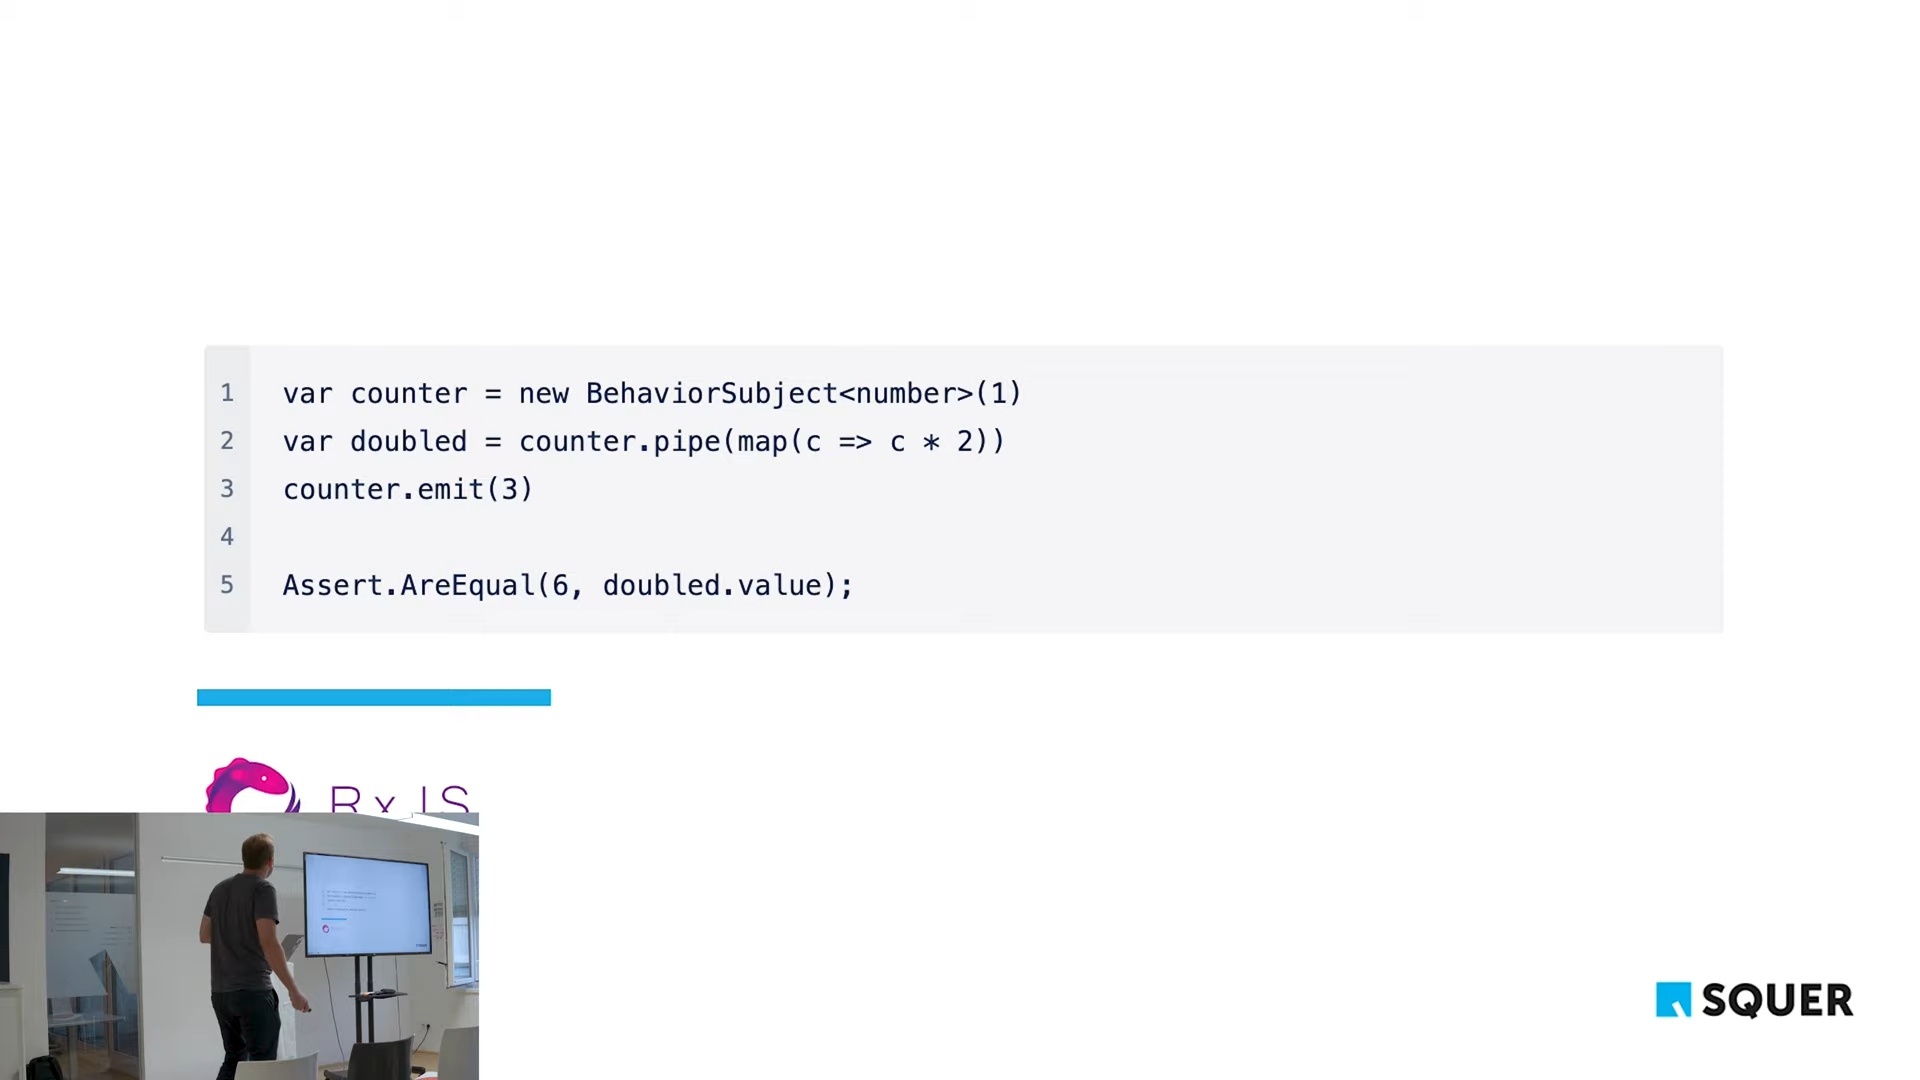 1 var counter = new BehaviorSubject<number>(1)
2 var doubled = counter.pipe(map(c => c * 2))
3 counter.emit(3)
4
5 Assert.AreEqual(6, doubled.value);
RxJS
SQUER